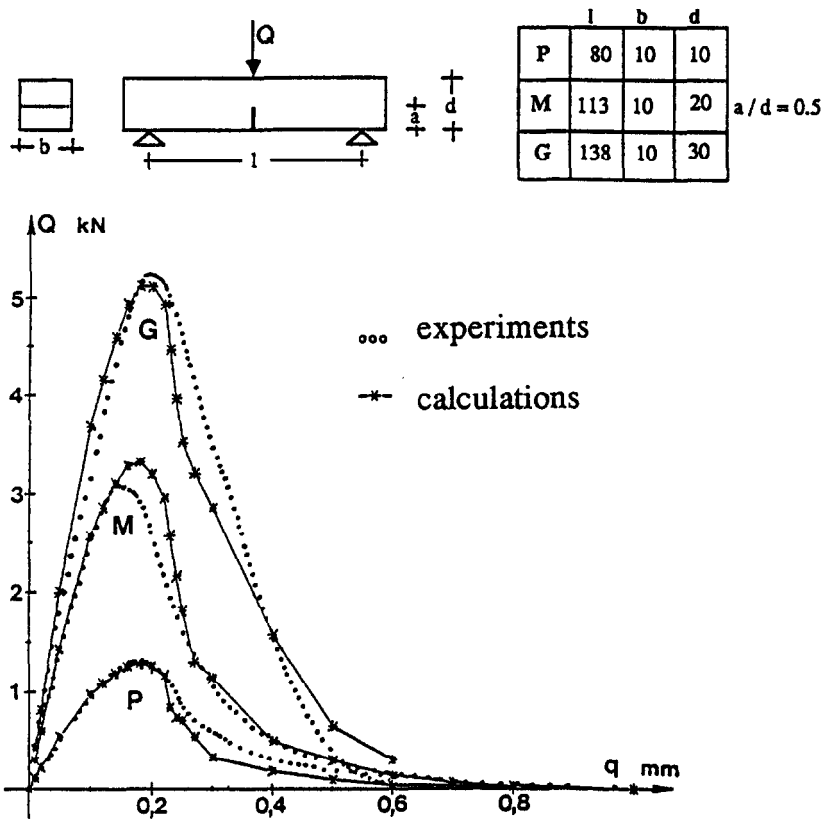 Q
b
l
a
d
l b d
P 80 10 10
M 113 10 20
G 138 10 30
a / d = 0.5
Q kN
5
4
3
2
1
G
M
P
experiments
calculations
q mm
0,2 0,4 0,6 0,8